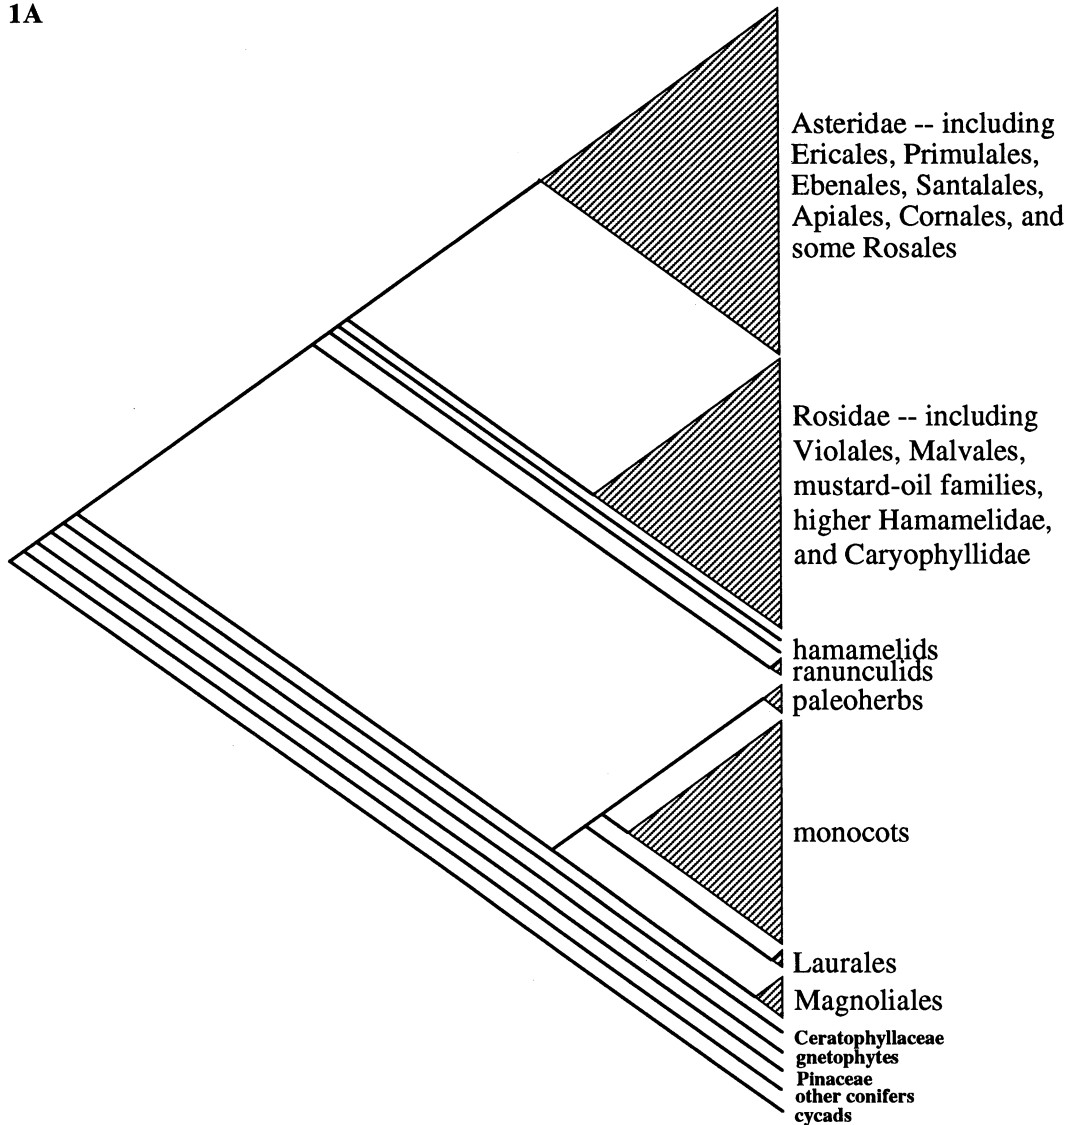 1A
Asteridae -- including
Ericales, Primulales,
Ebenales, Santalales,
Apiales, Cornales, and
some Rosales
Rosidae -- including
Violales, Malvales,
mustard-oil families,
higher Hamamelidae,
and Caryophyllidae
hamamelids
ranunculids
paleoherbs
monocots
Laurales
Magnoliales
Ceratophyllaceae
gnetophytes
Pinaceae
other conifers
cycads